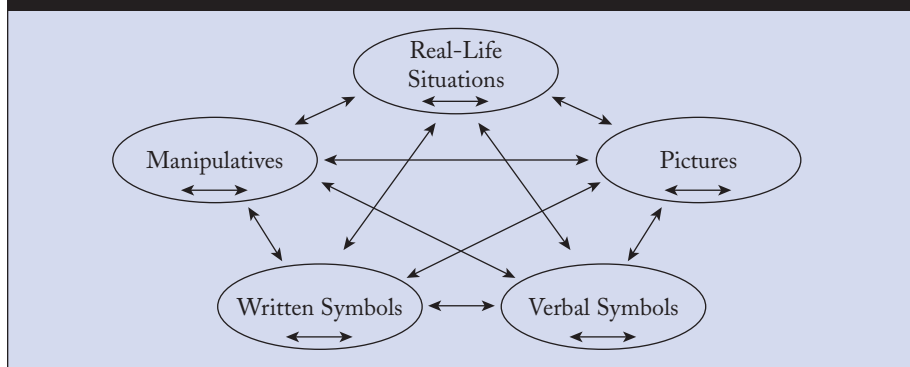 Real-Life
Situations
Manipulatives
Pictures
Written Symbols
Verbal Symbols